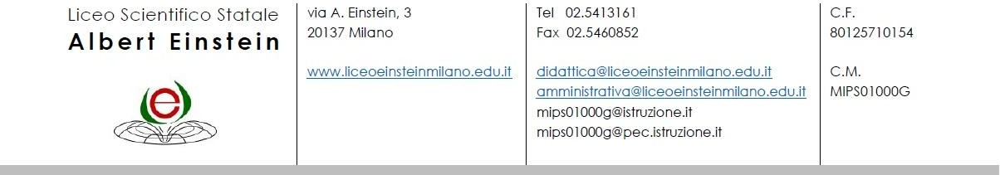 Liceo Scientifico Statale
Albert Einstein
e
via A. Einstein, 3
20137 Milano
www.liceoeinsteinmilano.edu.it
Tel 02.5413161
Fax 02.5460852
didattica@liceoeinsteinmilano.edu.it
amministrativa@liceoeinsteinmilano.edu.it
mips01000g@istruzione.it
mips01000g@pec.istruzione.it
C.F.
80125710154
C.M.
MIPS01000G